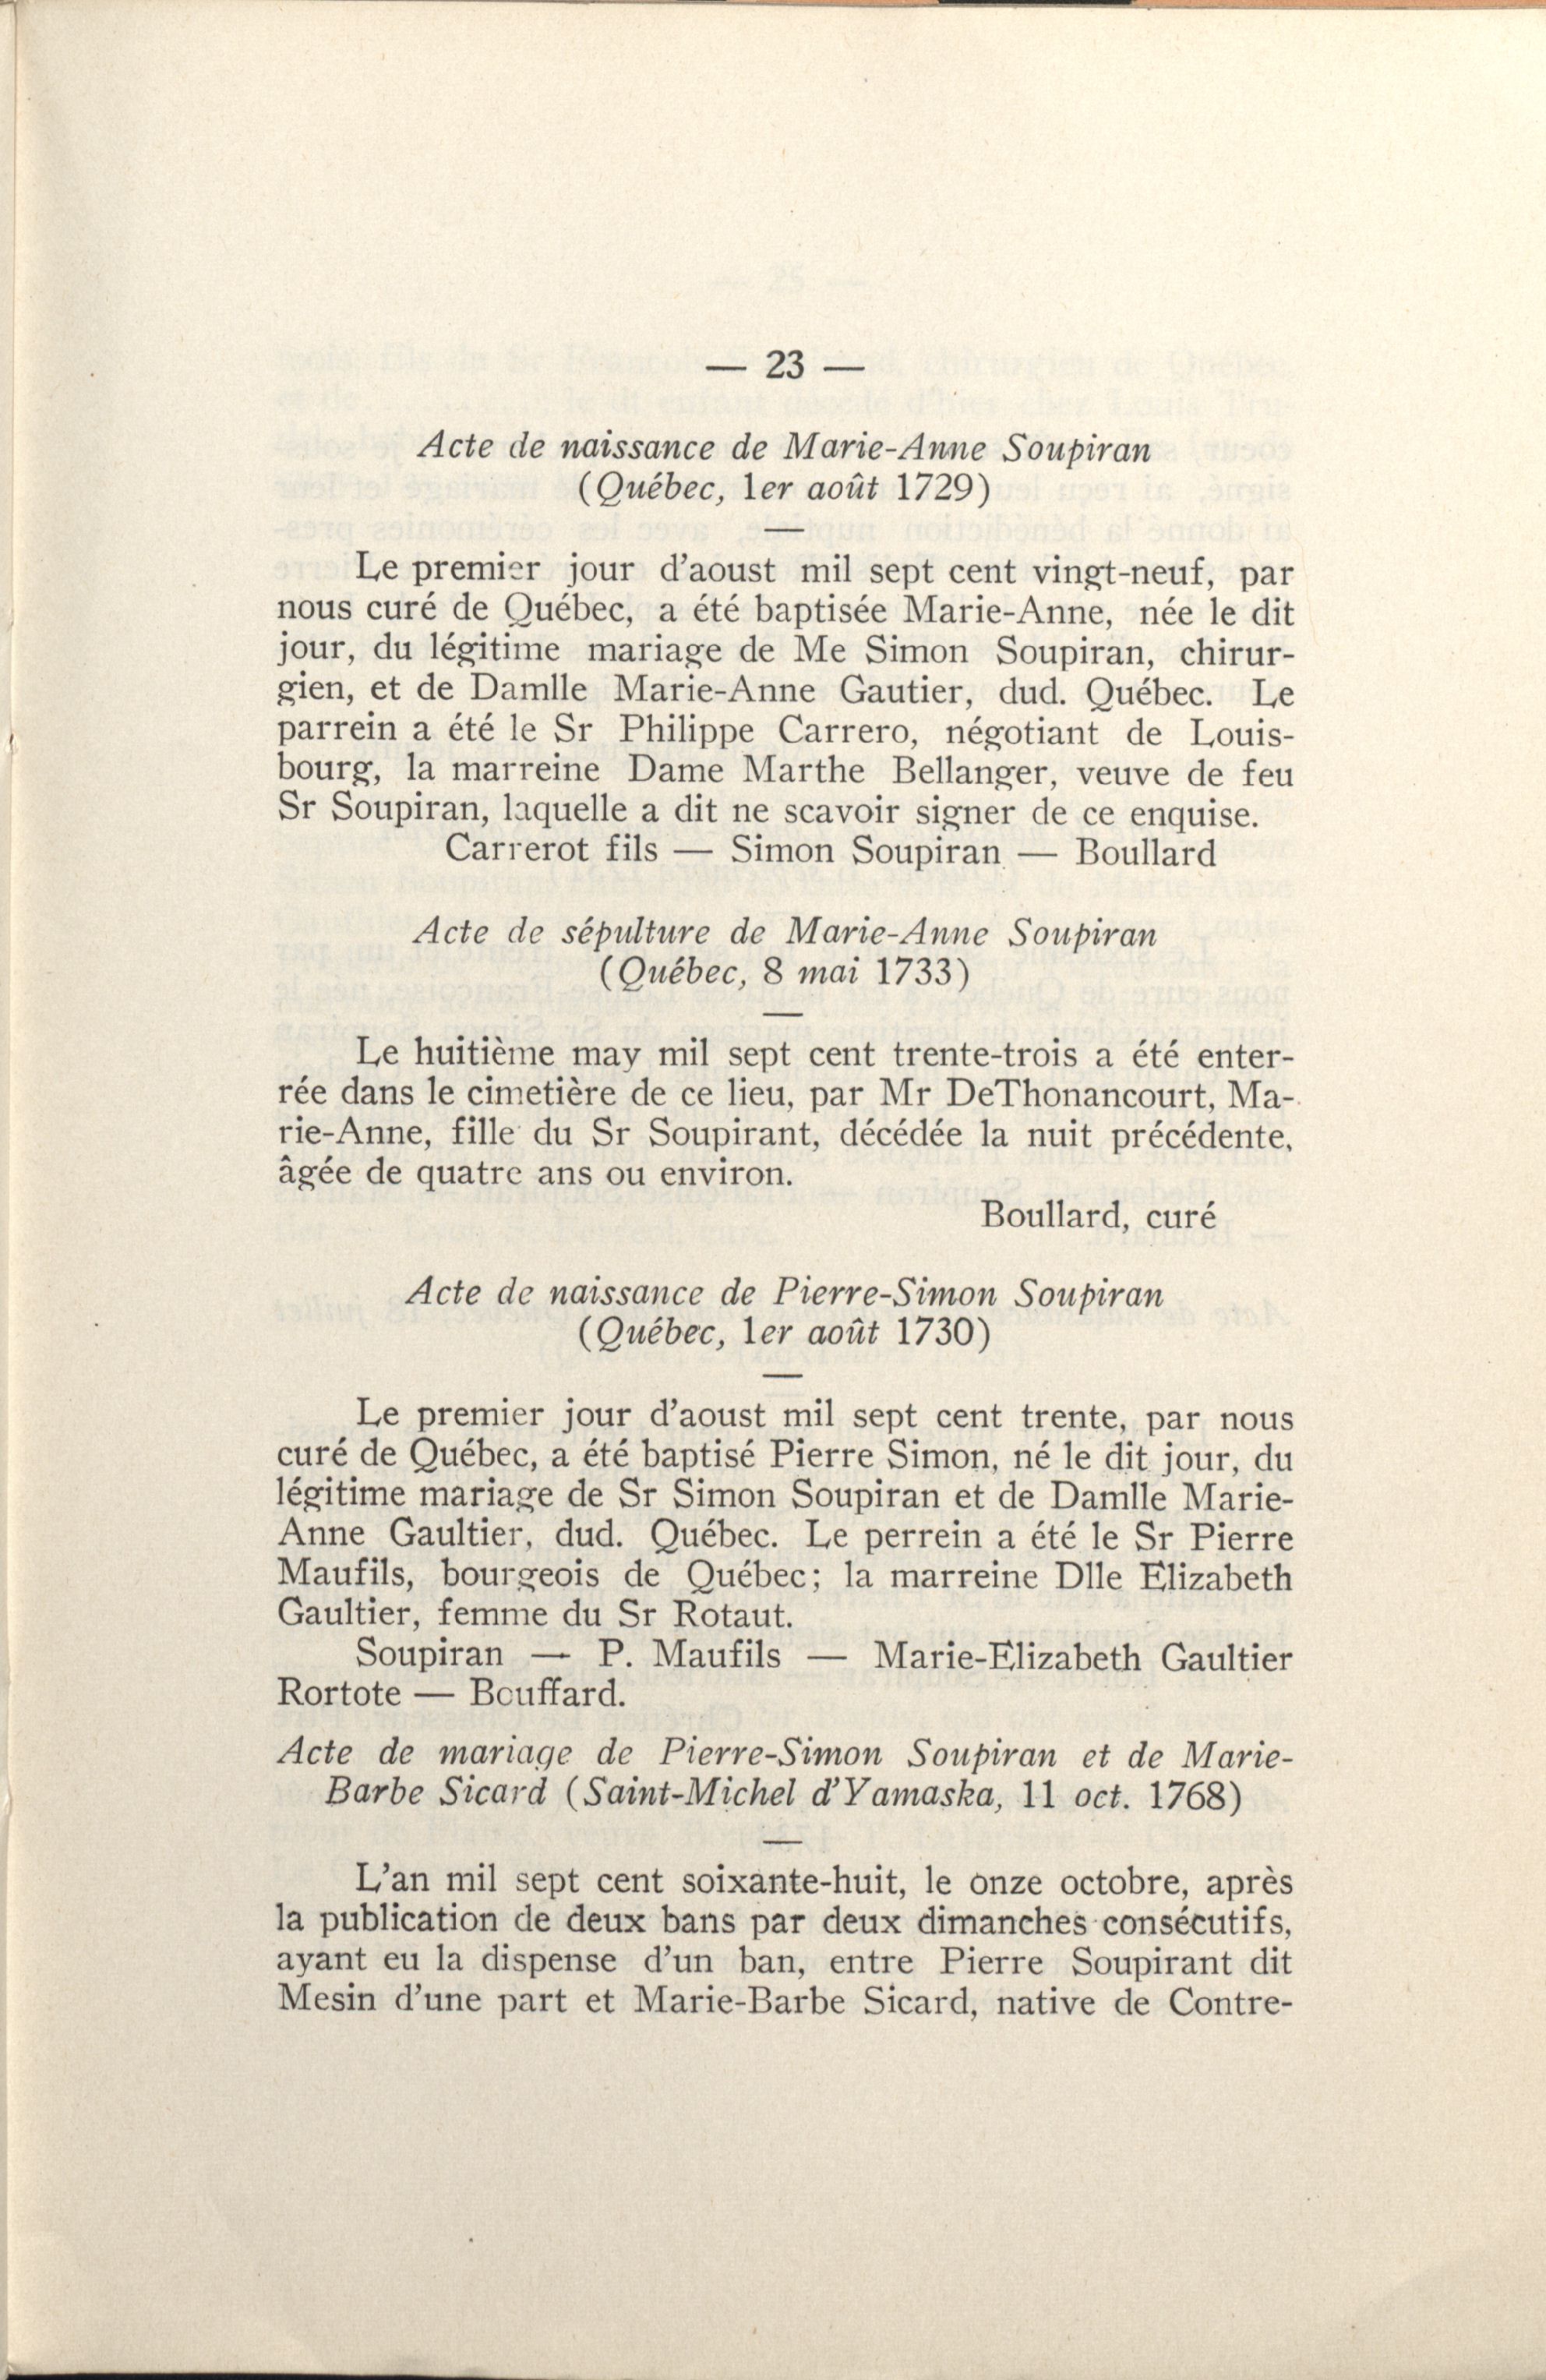 — 23 —
Acte de naissance de Marie-Anne Soupiran
(Québec, 1er août 1729)
Le premier jour d'aoust mil sept cent vingt-neuf, par
nous curé de Québec, a été baptisée Marie-Anne, née le dit
jour, du légitime mariage de Me Simon Soupiran, chirur-
gien, et de Damlle Marie-Anne Gautier, dud. Québec. Le
parrein a été le Sr Philippe Carrero, négotiant de Louis-
bourg, la marreine Dame Marthe Bellanger, veuve de feu
Sr Soupiran, laquelle a dit ne scavoir signer de ce enquise.
Carrerot fils — Simon Soupiran — Boullard
Acte de sépulture de Marie-Anne Soupiran
(Québec, 8 mai 1733)
Le huitième may mil sept cent trente-trois a été enter-
rée dans le cimetière de ce lieu, par Mr DeThonancourt, Ma-
rie-Anne, fille du Sr Soupirant, décédée la nuit précédente,
âgée de quatre ans ou environ.
Boullard, curé
Acte de naissance de Pierre-Simon Soupiran
(Québec, 1er août 1730)
Le premier jour d'aoust mil sept cent trente, par nous
curé de Québec, a été baptisé Pierre Simon, né le dit jour, du
légitime mariage de Sr Simon Soupiran et de Damlle Marie-
Anne Gaultier, dud. Québec. Le perrein a été le Sr Pierre
Maufils, bourgeois de Québec; la marreine Dlle Elizabeth
Gaultier, femme du Sr Rotaut.
Soupiran — P. Maufils — Marie-Elizabeth Gaultier
Rortote — Bouffard.
Acte de mariage de Pierre-Simon Soupiran et de Marie-
Barbe Sicard (Saint-Michel d'Yamaska, 11 oct. 1768)
L'an mil sept cent soixante-huit, le onze octobre, après
la publication de deux bans par deux dimanches consécutifs,
ayant eu la dispense d'un ban, entre Pierre Soupirant dit
Mesin d'une part et Marie-Barbe Sicard, native de Contre-